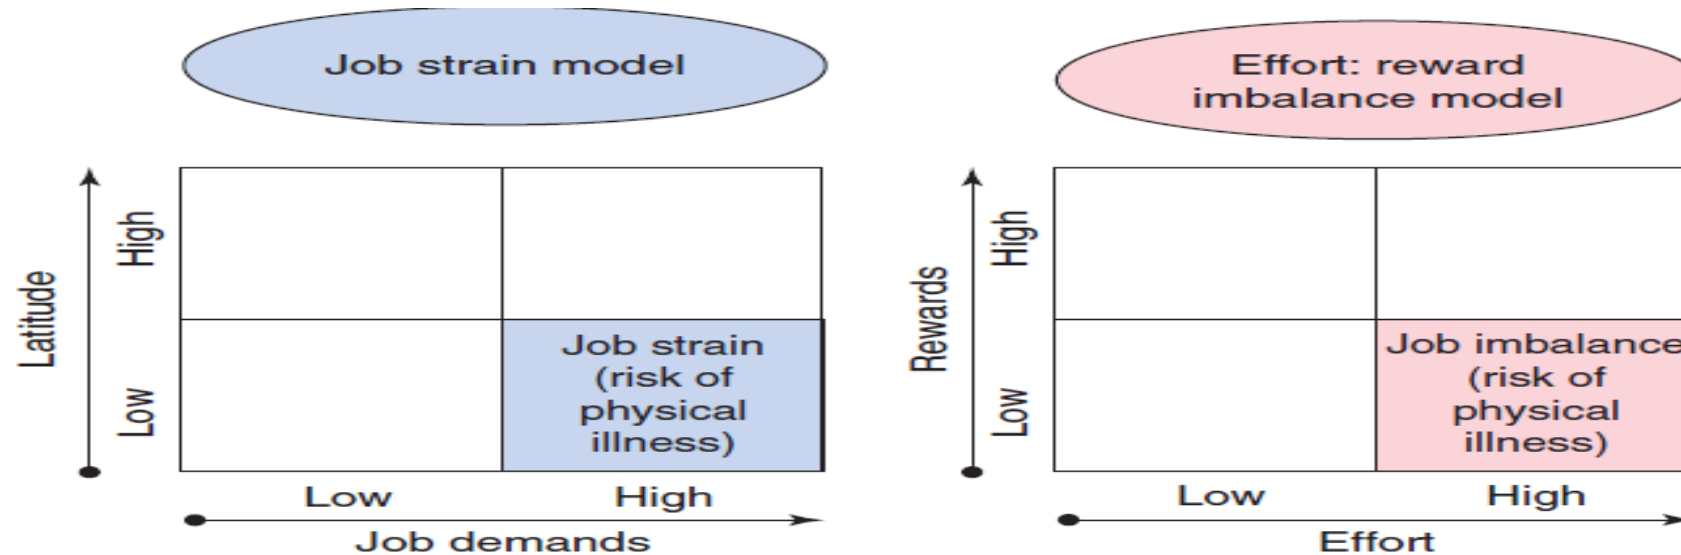 Job strain model
Latitude
High
Low
Job strain
(risk of
physical
illness)
Low
High
Job demands
Effort: reward
imbalance model
Rewards
High
Low
Job imbalance
(risk of
physical
illness)
Low
High
Effort